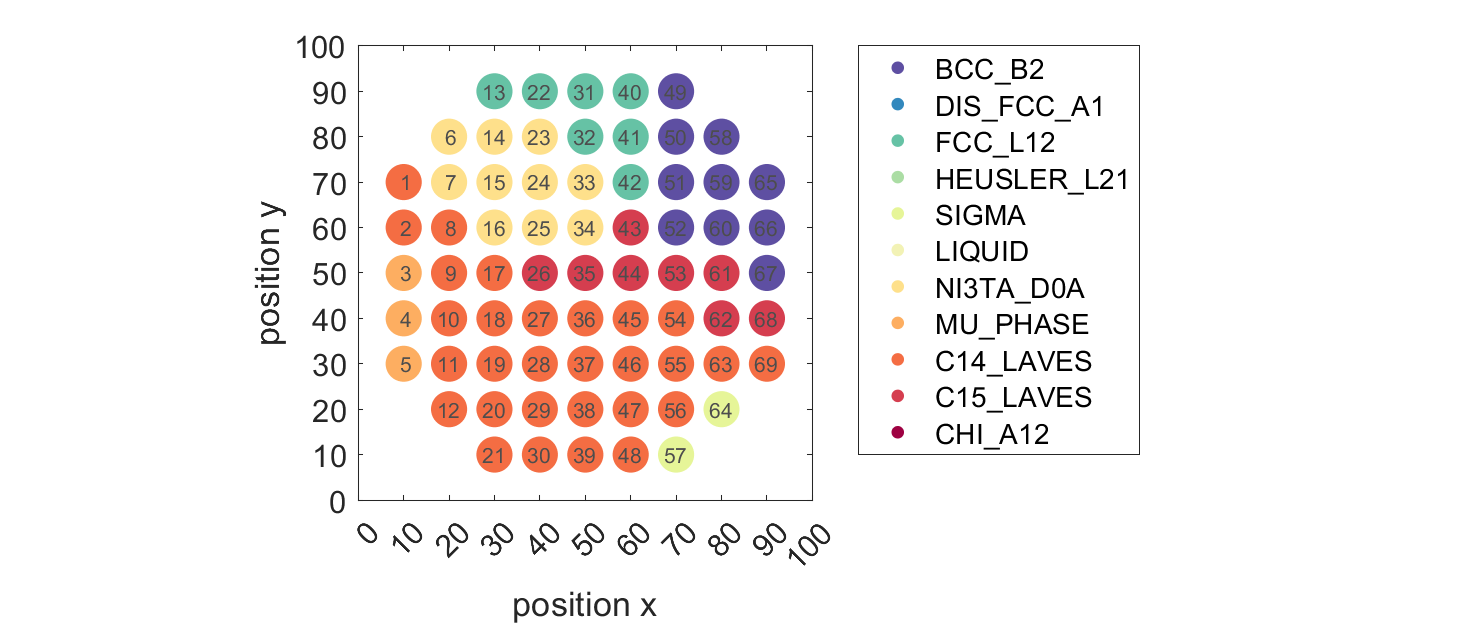 100
90 13 22 31 40 49
80 6 14 23 32 41 50 58
70 1 7 15 24 33 42 51 59 65
60 2 8 16 25 34 43 52 60 66
50 3 9 17 26 35 44 53 61 67
40 4 10 18 27 36 45 54 62 68
30 5 11 19 28 37 46 55 63 69
20 12 20 29 38 47 56 64
10 21 30 39 48 57
0
0 10 20 30 40 50 60 70 80 90 100
position x
position y
BCC_B2
DIS_FCC_A1
FCC_L12
HEUSLER_L21
SIGMA
LIQUID
NI3TA_D0A
MU_PHASE
C14_LAVES
C15_LAVES
CHI_A12